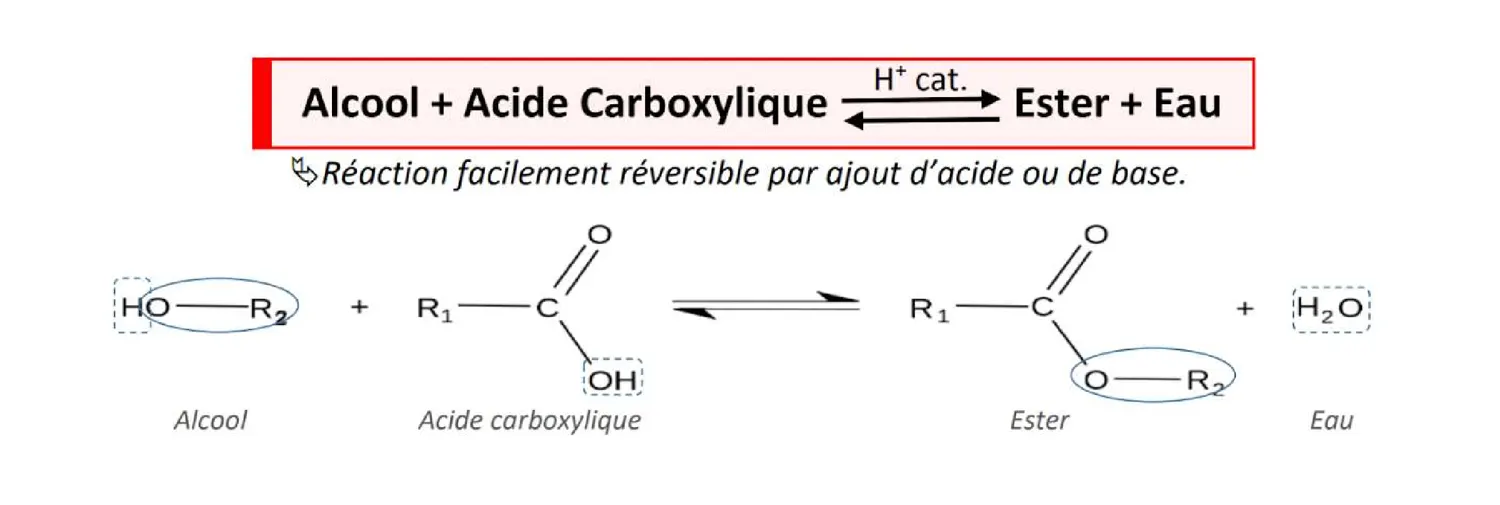 H⁺ cat.
Alcool + Acide Carboxylique ⇌ Ester + Eau
Réaction facilement réversible par ajout d’acide ou de base.
O O
HO—R₂ + R₁—C ⇌ R₁—C + H₂O
OH O—R₂
Alcool Acide carboxylique Ester Eau